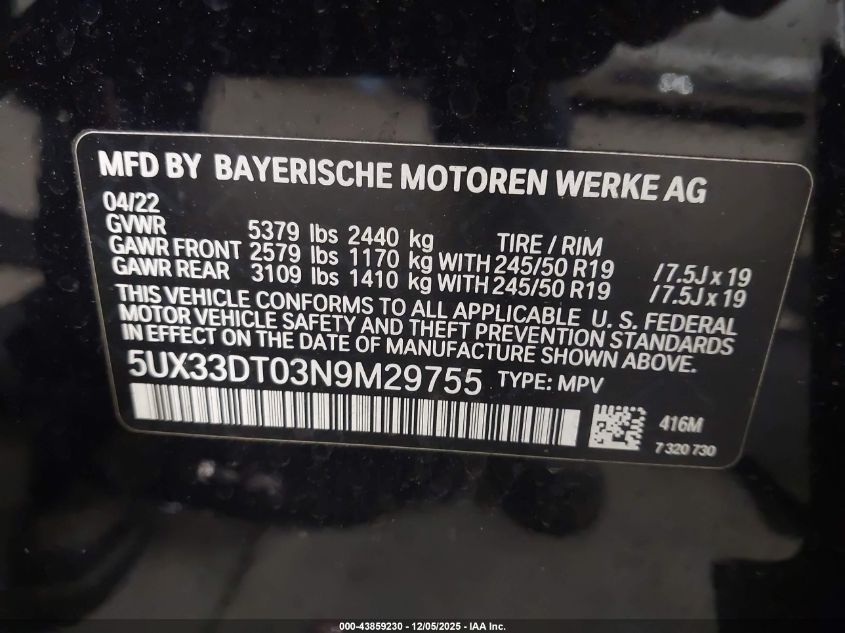 MFD BY BAYERISCHE MOTOREN WERKE AG
04/22
GVWR 5379 lbs 2440 kg TIRE / RIM
GAWR FRONT 2579 lbs 1170 kg WITH 245/50 R19 /7.5J x 19
GAWR REAR 3109 lbs 1410 kg WITH 245/50 R19 /7.5J x 19
THIS VEHICLE CONFORMS TO ALL APPLICABLE U. S. FEDERAL
MOTOR VEHICLE SAFETY AND THEFT PREVENTION STANDARDS
IN EFFECT ON THE DATE OF MANUFACTURE SHOWN ABOVE.
5UX33DT03N9M29755 TYPE: MPV
416M
7 320 730
000-43859230 - 12/05/2025 - IAA Inc.